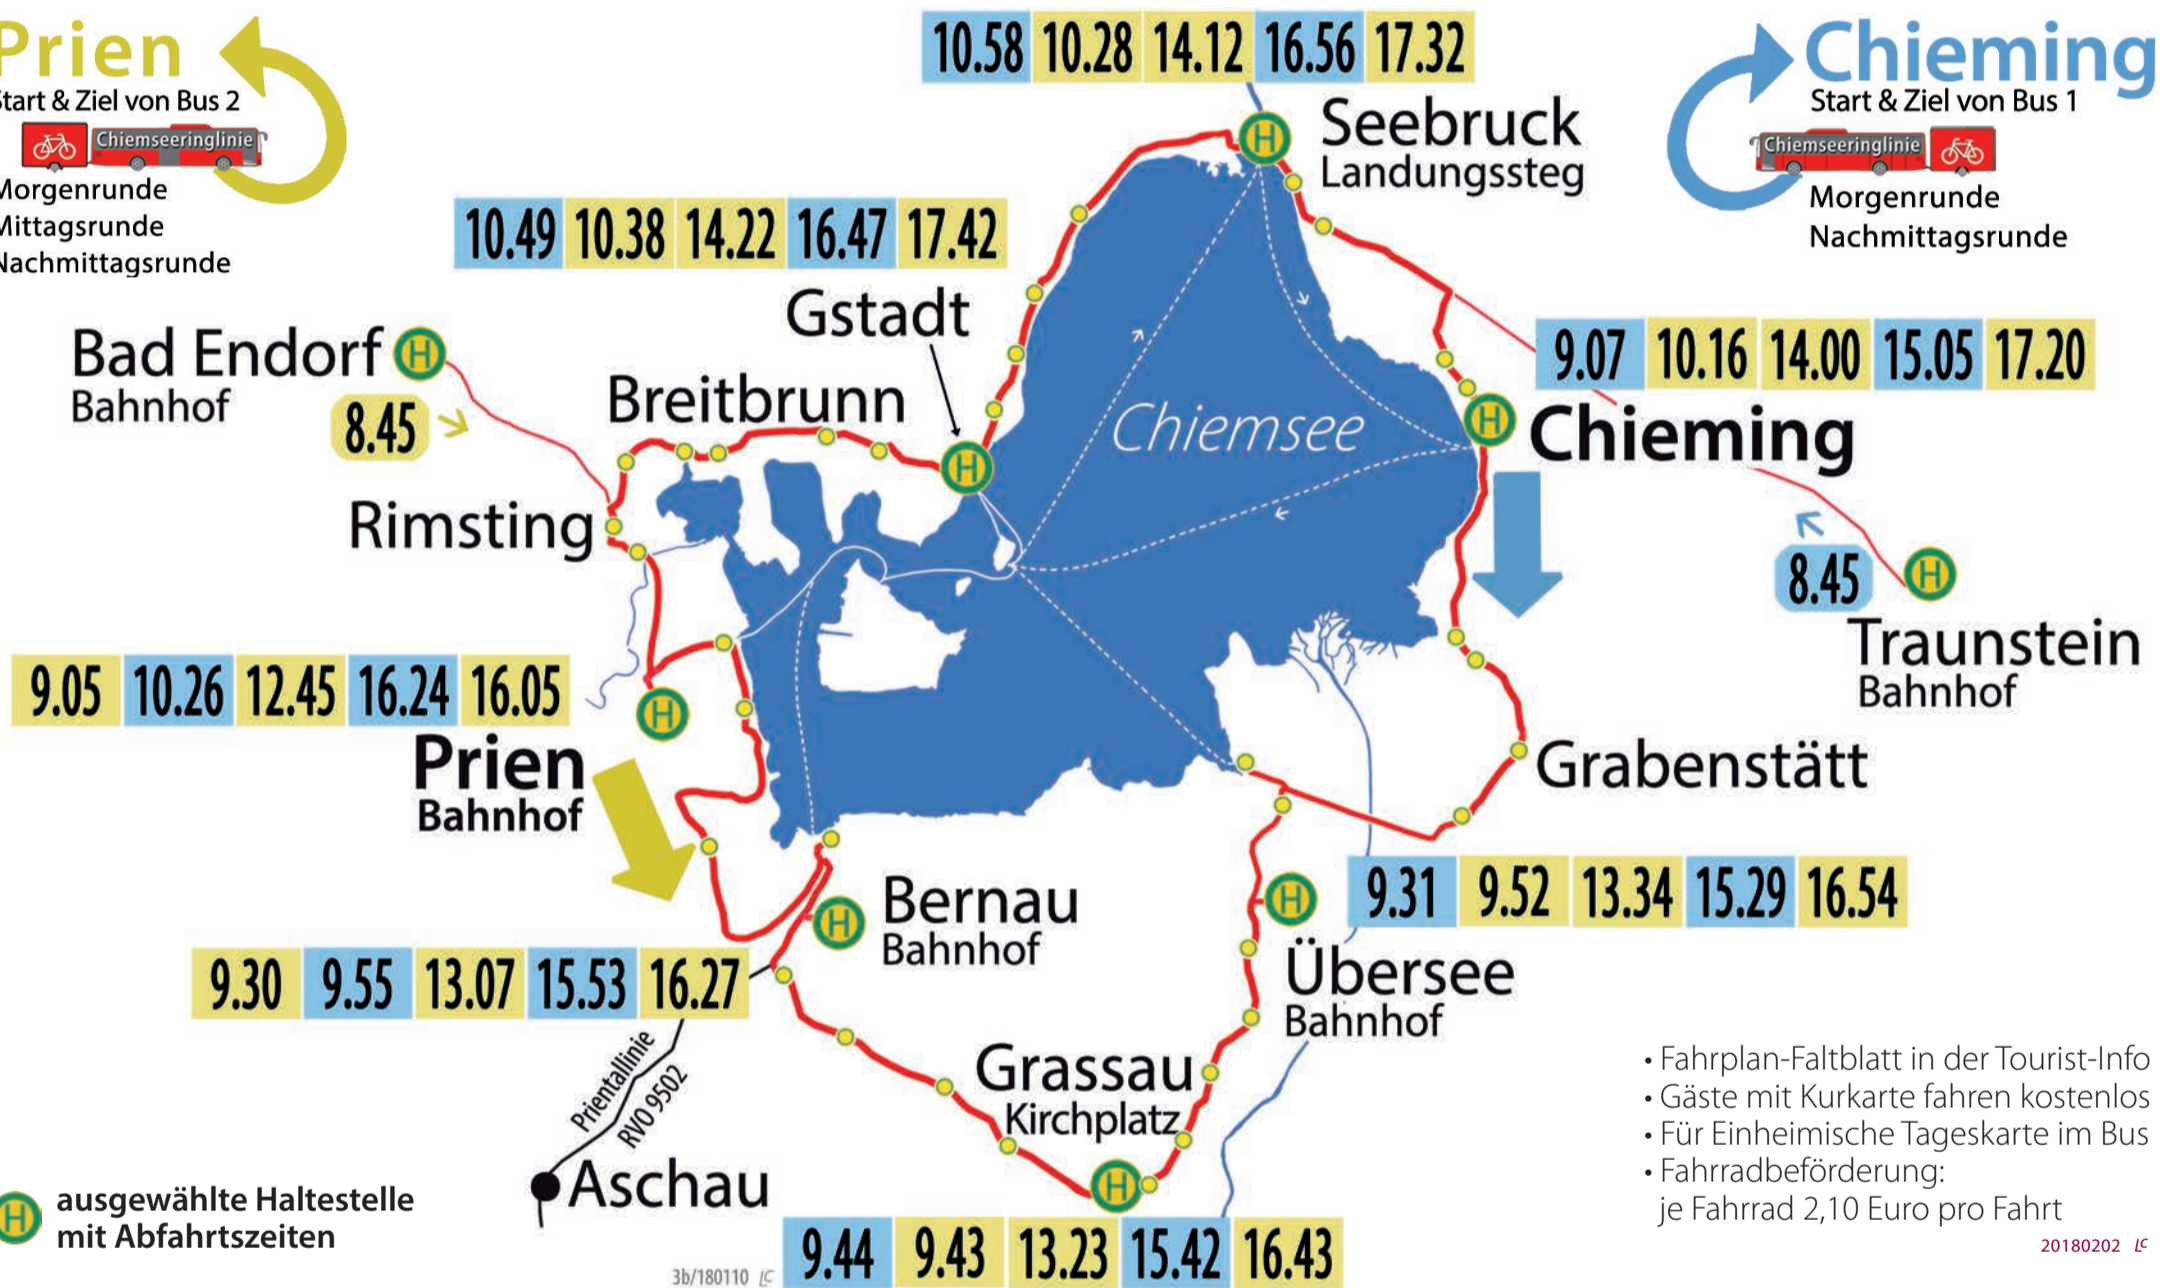 Prien
Start & Ziel von Bus 2
Chiemseeringlinie
Morgenrunde
Mittagsrunde
Nachmittagsrunde
10.58 10.28 14.12 16.56 17.32
Seebruck
Landungssteg
Chieming
Start & Ziel von Bus 1
Chiemseeringlinie
Morgenrunde
Nachmittagsrunde
10.49 10.38 14.22 16.47 17.42
Gstadt
Bad Endorf H
Bahnhof
8.45
Breitbrunn
H
H
Chiemsee
9.07 10.16 14.00 15.05 17.20
H Chieming
Rimsting
8.45
H
Traunstein
Bahnhof
9.05 10.26 12.45 16.24 16.05
H
Prien
Bahnhof
Grabenstätt
H
Bernau
Bahnhof
H
9.31 9.52 13.34 15.29 16.54
Übersee
Bahnhof
9.30 9.55 13.07 15.53 16.27
Prientallinie
RVO 9502
Aschau
Grassau
Kirchplatz
H
9.44 9.43 13.23 15.42 16.43
• Fahrplan-Faltblatt in der Tourist-Info
• Gäste mit Kurkarte fahren kostenlos
• Für Einheimische Tageskarte im Bus
• Fahrradbeförderung:
je Fahrrad 2,10 Euro pro Fahrt
20180202 LC
H ausgewählte Haltestelle
mit Abfahrtszeiten
3b/180110 LC